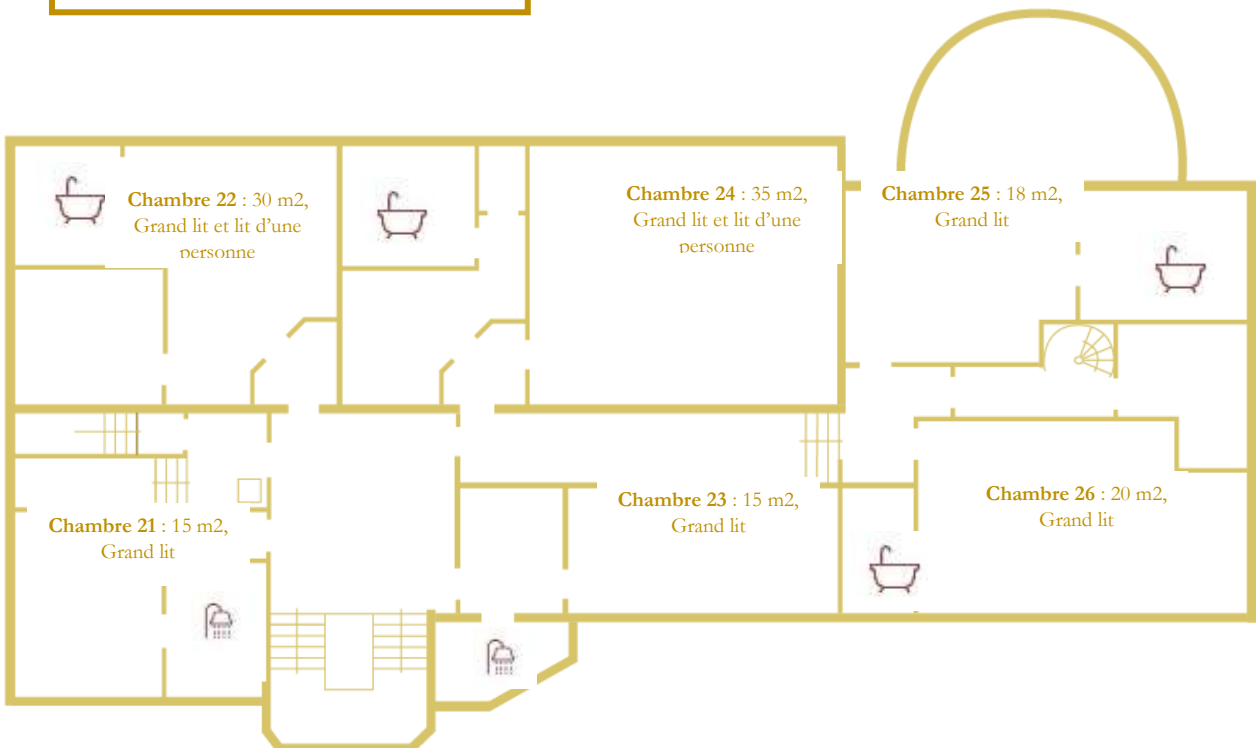 Chambre 22 : 30 m2,
Grand lit et lit d'une
personne
Chambre 24 : 35 m2,
Grand lit et lit d'une
personne
Chambre 25 : 18 m2,
Grand lit
Chambre 21 : 15 m2,
Grand lit
Chambre 23 : 15 m2,
Grand lit
Chambre 26 : 20 m2,
Grand lit